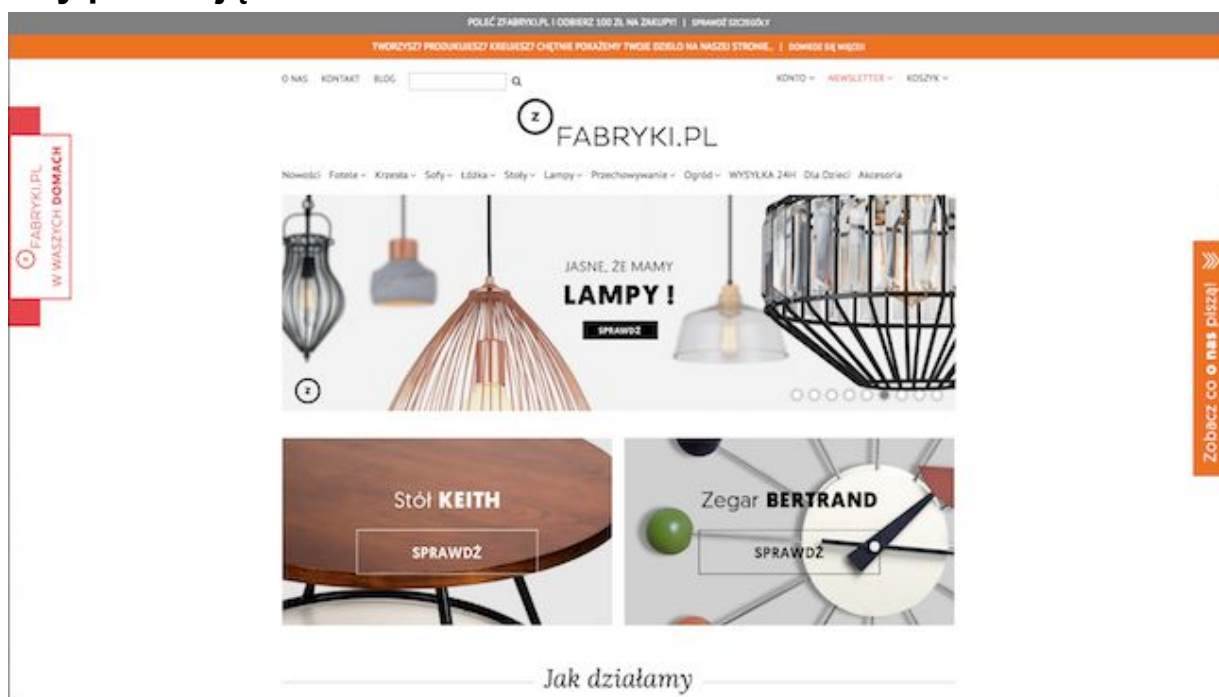 POLEĆ ZFABRYKI.PL I ODBIERZ 100 ZŁ NA ZAKUPY! | SPRAWDŹ SZCZEGÓŁY
TWORZYSZ? PRODUKUJESZ? KREUJESZ? CHĘTNIE POKAŻEMY TWOJE DZIEŁO NA NASZEJ STRONIE... | DOWIEDZ SIĘ WIĘCEJ!
O NAS KONTAKT BLOG KONTO NEWSLETTER KOSZYK
Z FABRYKI.PL
Nowości Fotele Krzesła Sofy Łóżka Stoły Lampy Przechowywanie Ogród WYSYŁKA 24H Dla Dzieci Akcesoria
Z FABRYKI.PL
W WASZYCH DOMACH
JASNE, ŻE MAMY
LAMPY !
SPRAWDŹ
Z
Zobacz co o nas piszą!
Stół KEITH
SPRAWDŹ
Zegar BERTRAND
SPRAWDŹ
Jak działamy